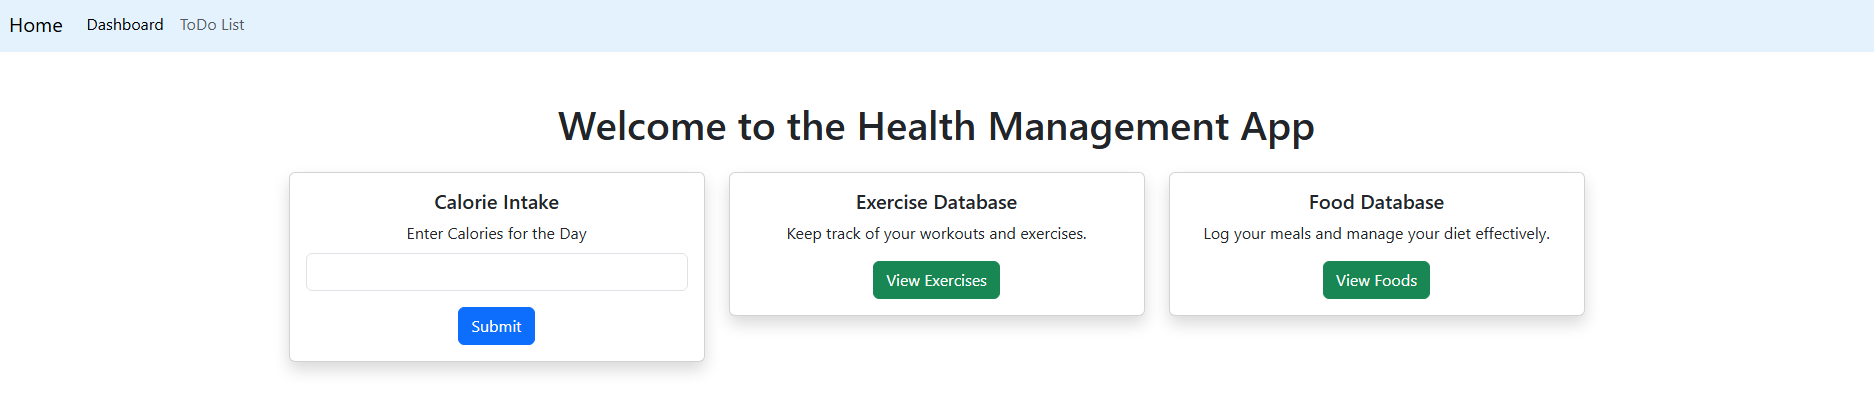 Home Dashboard ToDo List
Welcome to the Health Management App
Calorie Intake
Enter Calories for the Day
Submit
Exercise Database
Keep track of your workouts and exercises.
View Exercises
Food Database
Log your meals and manage your diet effectively.
View Foods